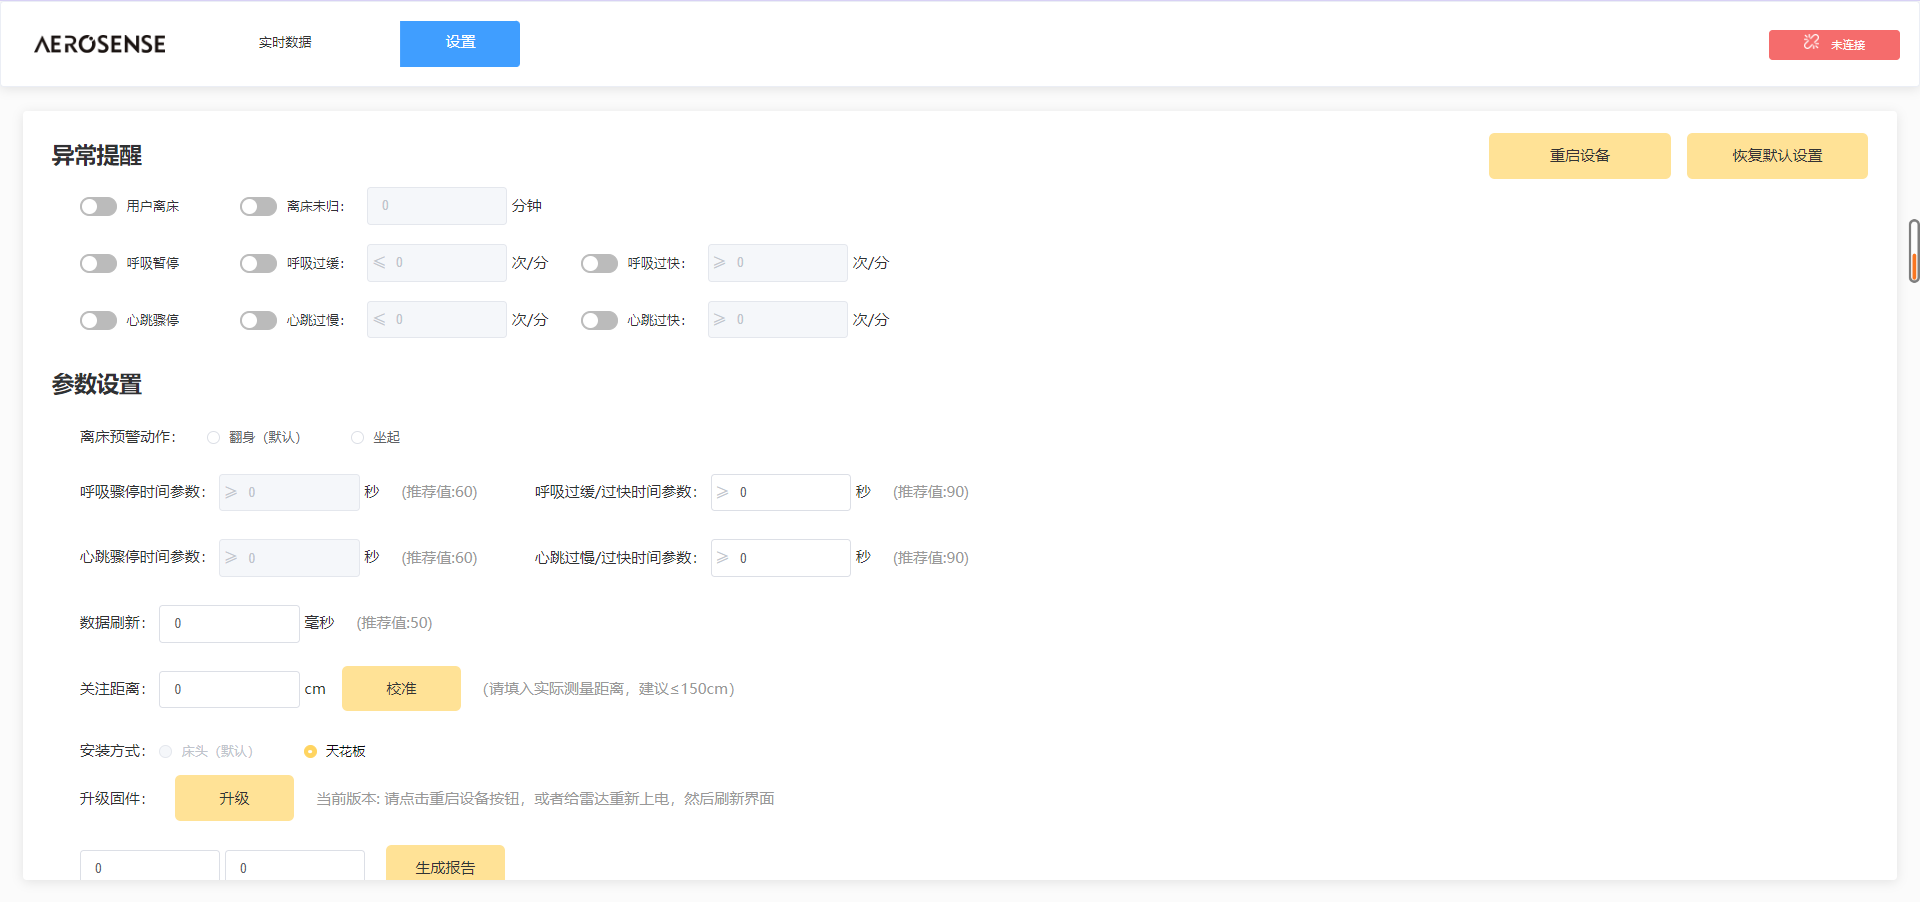 AEROSENSE 实时数据 设置 未连接
异常提醒 重启设备 恢复默认设置
用户离床 离床未归: 0 分钟
呼吸暂停 呼吸过缓: ≤ 0 次/分 呼吸过快: ≥ 0 次/分
心跳骤停 心跳过慢: ≤ 0 次/分 心跳过快: ≥ 0 次/分
参数设置
离床预警动作: 翻身（默认） 坐起
呼吸骤停时间参数: ≥ 0 秒 (推荐值:60) 呼吸过缓/过快时间参数: ≥ 0 秒 (推荐值:90)
心跳骤停时间参数: ≥ 0 秒 (推荐值:60) 心跳过慢/过快时间参数: ≥ 0 秒 (推荐值:90)
数据刷新: 0 毫秒 (推荐值:50)
关注距离: 0 cm 校准 （请填入实际测量距离，建议≤150cm）
安装方式: 床头（默认） 天花板
升级固件: 升级 当前版本: 请点击重启设备按钮，或者给雷达重新上电，然后刷新界面
0 0 生成报告